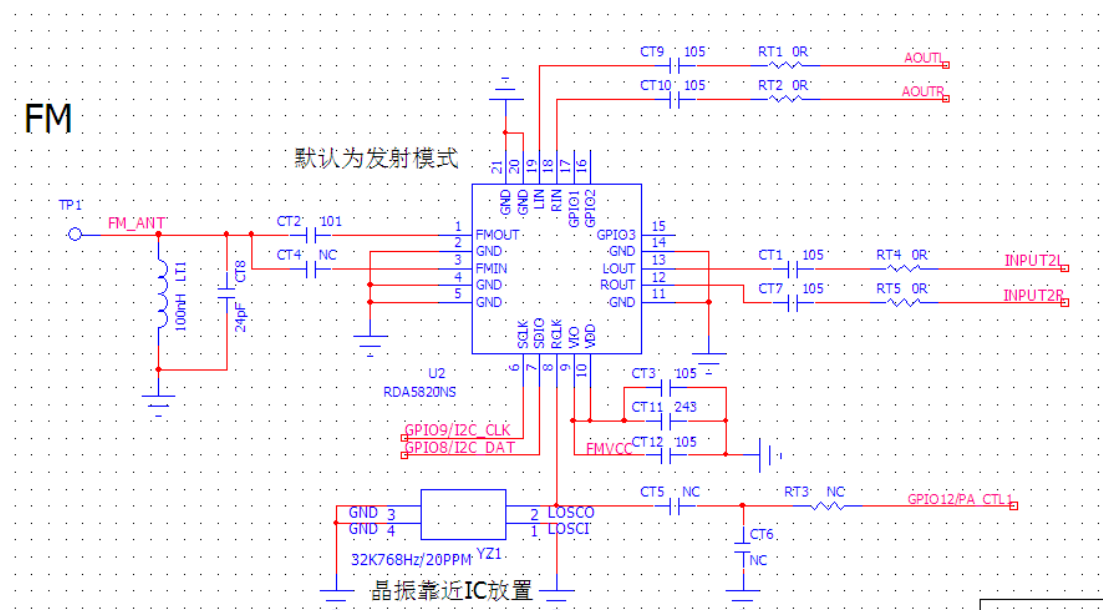 CT9 105 RT1 0R AOUTL
CT10 105 RT2 0R AOUTR
FM
默认为发射模式
21 20 19 18 17 16
GND GND LIN RIN GPIO1 GPIO2
TP1
FM_ANT
CT2 101
CT4 NC
LT1
100nH
CT8
24pF
1 FMOUT
2 GND
3 FMIN
4 GND
5 GND
GPIO3 15
GND 14
LOUT 13
ROUT 12
GND 11
CT1 105 RT4 0R INPUT2L
CT7 105 RT5 0R INPUT2R
SCLK SDIO RCLK VIO VDD
6 7 8 9 10
U2
RDA5820NS
CT3 105
CT11 243
FMVCC CT12 105
GPIO9/I2C_CLK
GPIO8/I2C_DAT
CT5 NC RT3 NC GPIO12/PA_CTL1
GND 3 2 LOSCO
GND 4 1 LOSCI
CT6
NC
32K768Hz/20PPM YZ1
晶振靠近IC放置